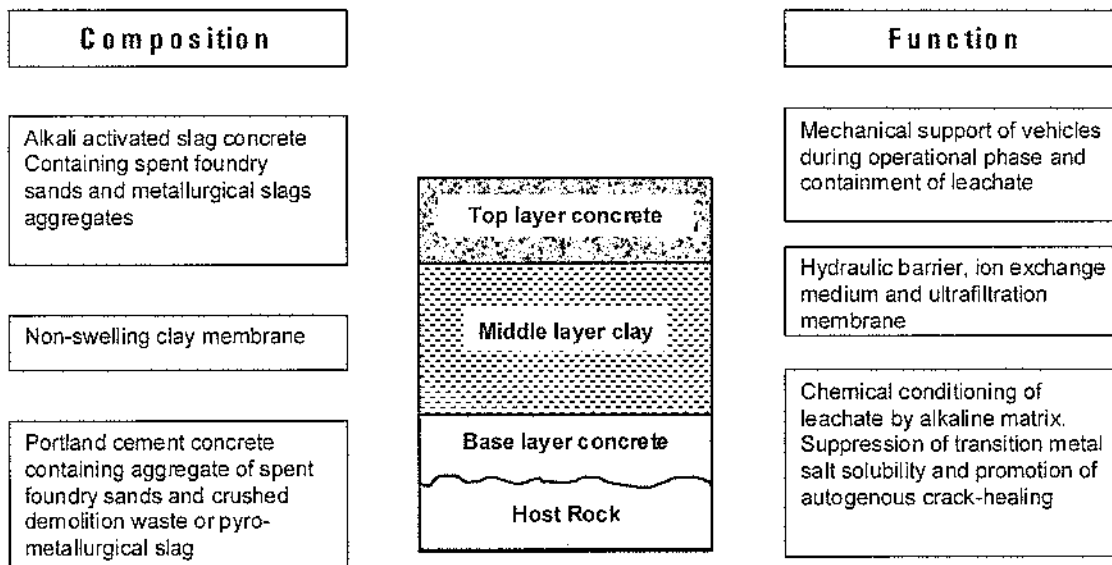 Composition
Alkali activated slag concrete
Containing spent foundry
sands and metallurgical slags
aggregates
Non-swelling clay membrane
Portland cement concrete
containing aggregate of spent
foundry sands and crushed
demolition waste or pyro-
metallurgical slag
Top layer concrete
Middle layer clay
Base layer concrete
Host Rock
Function
Mechanical support of vehicles
during operational phase and
containment of leachate
Hydraulic barrier, ion exchange
medium and ultrafiltration
membrane
Chemical conditioning of
leachate by alkaline matrix.
Suppression of transition metal
salt solubility and promotion of
autogenous crack-healing